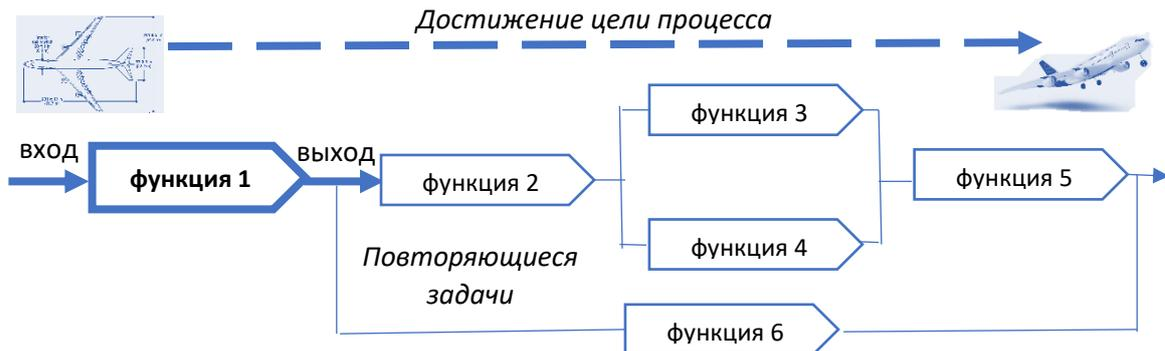 Достижение цели процесса
вход
выход
функция 1
функция 2
функция 3
функция 4
функция 5
Повторяющиеся
задачи
функция 6